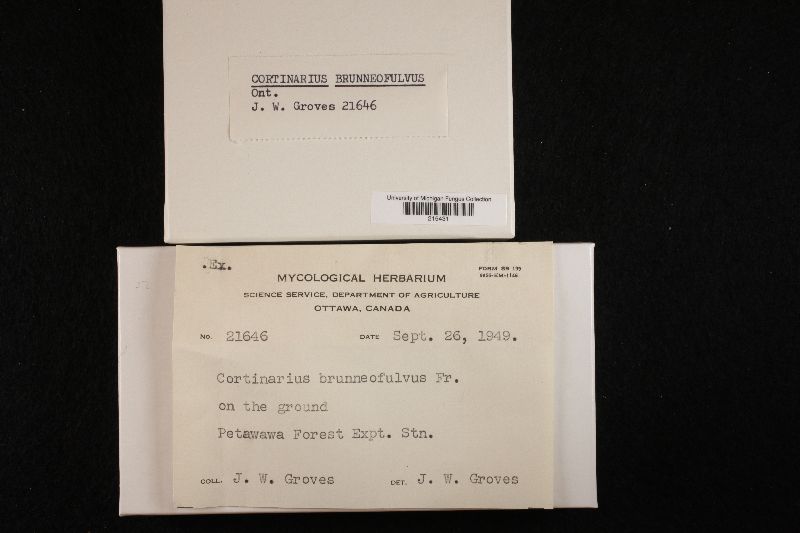 CORTINARIUS BRUNNEOFULVUS
Ont.
J. W. Groves 21646
University of Michigan Fungus Collection
.Ex.
MYCOLOGICAL HERBARIUM
SCIENCE SERVICE, DEPARTMENT OF AGRICULTURE
OTTAWA, CANADA
NO. 21646 DATE Sept. 26, 1949.
Cortinarius brunneofulvus Fr.
on the ground
Petawawa Forest Expt. Stn.
COLL. J. W. Groves DET. J. W. Groves